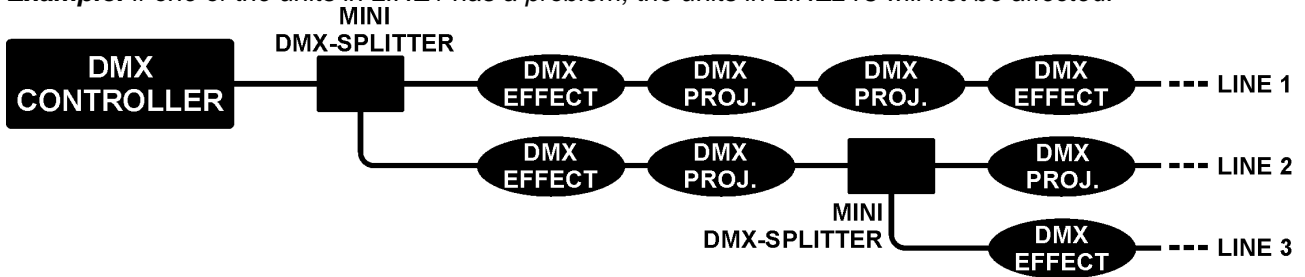 MINI
DMX-SPLITTER
DMX
CONTROLLER
DMX
EFFECT
DMX
PROJ.
DMX
PROJ.
DMX
EFFECT
LINE 1
DMX
EFFECT
DMX
PROJ.
DMX
PROJ.
LINE 2
MINI
DMX-SPLITTER
DMX
EFFECT
LINE 3